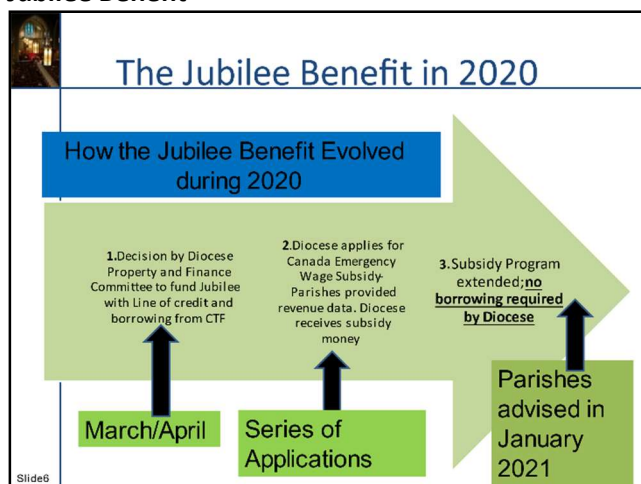 The Jubilee Benefit in 2020
How the Jubilee Benefit Evolved
during 2020
1.Decision by Diocese
Property and Finance
Committee to fund Jubilee
with Line of credit and
borrowing from CTF
2.Diocese applies for
Canada Emergency
Wage Subsidy-
Parishes provided
revenue data. Diocese
receives subsidy
money
3.Subsidy Program
extended;no
borrowing required
by Diocese
March/April
Series of
Applications
Parishes
advised in
January
2021
Slide6